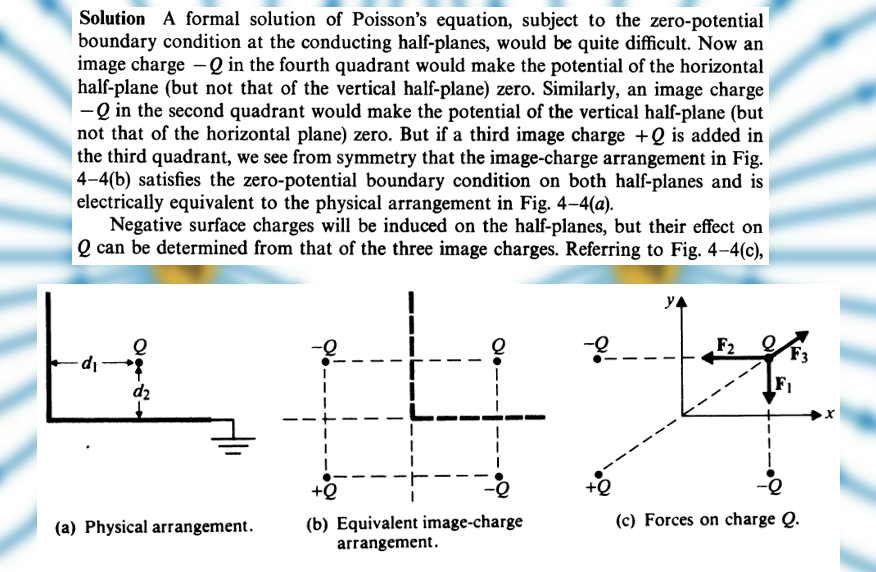 Solution A formal solution of Poisson's equation, subject to the zero-potential
boundary condition at the conducting half-planes, would be quite difficult. Now an
image charge −Q in the fourth quadrant would make the potential of the horizontal
half-plane (but not that of the vertical half-plane) zero. Similarly, an image charge
−Q in the second quadrant would make the potential of the vertical half-plane (but
not that of the horizontal plane) zero. But if a third image charge +Q is added in
the third quadrant, we see from symmetry that the image-charge arrangement in Fig.
4–4(b) satisfies the zero-potential boundary condition on both half-planes and is
electrically equivalent to the physical arrangement in Fig. 4–4(a).
Negative surface charges will be induced on the half-planes, but their effect on
Q can be determined from that of the three image charges. Referring to Fig. 4–4(c),
Q
d₁
d₂
(a) Physical arrangement.
−Q Q
+Q −Q
(b) Equivalent image-charge
arrangement.
y
−Q F₂ Q F₃
F₁
x
+Q −Q
(c) Forces on charge Q.